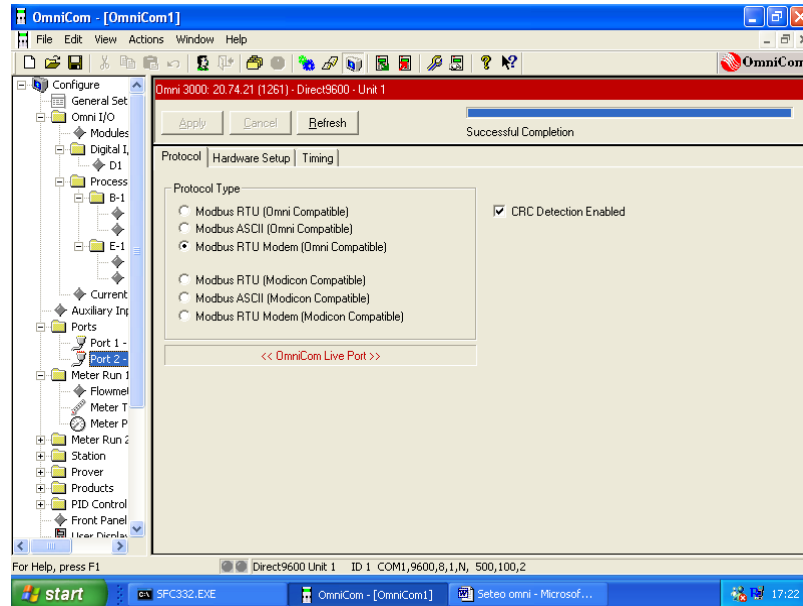 OmniCom - [OmniCom1]
File Edit View Actions Window Help
OmniCom
Configure
General Set
Omni I/O
Modules
Digital I,
D1
Process
B-1
E-1
Current
Auxiliary Inp
Ports
Port 1 -
Port 2 -
Meter Run 1
Flowmet
Meter T
Meter P
Meter Run 2
Station
Prover
Products
PID Control
Front Panel
User Display
Omni 3000: 20.74.21 (1261) - Direct9600 - Unit 1
Apply Cancel Refresh
Successful Completion
Protocol Hardware Setup Timing
Protocol Type
Modbus RTU (Omni Compatible)
Modbus ASCII (Omni Compatible)
Modbus RTU Modem (Omni Compatible)
Modbus RTU (Modicon Compatible)
Modbus ASCII (Modicon Compatible)
Modbus RTU Modem (Modicon Compatible)
CRC Detection Enabled
<< OmniCom Live Port >>
For Help, press F1
Direct9600 Unit 1 ID 1 COM1,9600,8,1,N, 500,100,2
start
SFC332.EXE
OmniCom - [OmniCom1]
Seteo omni - Microsof...
17:22